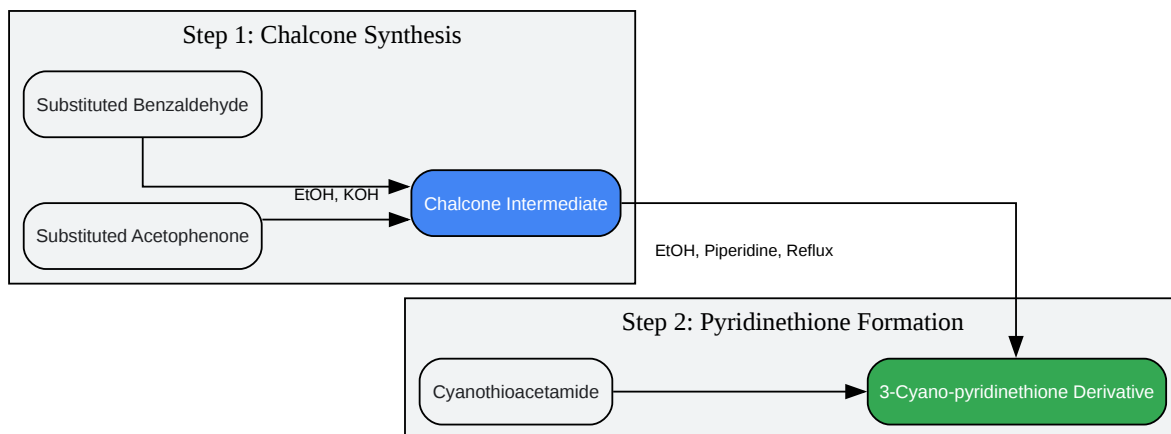 Step 1: Chalcone Synthesis
Substituted Benzaldehyde
EtOH, KOH
Chalcone Intermediate
Substituted Acetophenone
EtOH, Piperidine, Reflux
Step 2: Pyridinethione Formation
Cyanothioacetamide
3-Cyano-pyridinethione Derivative